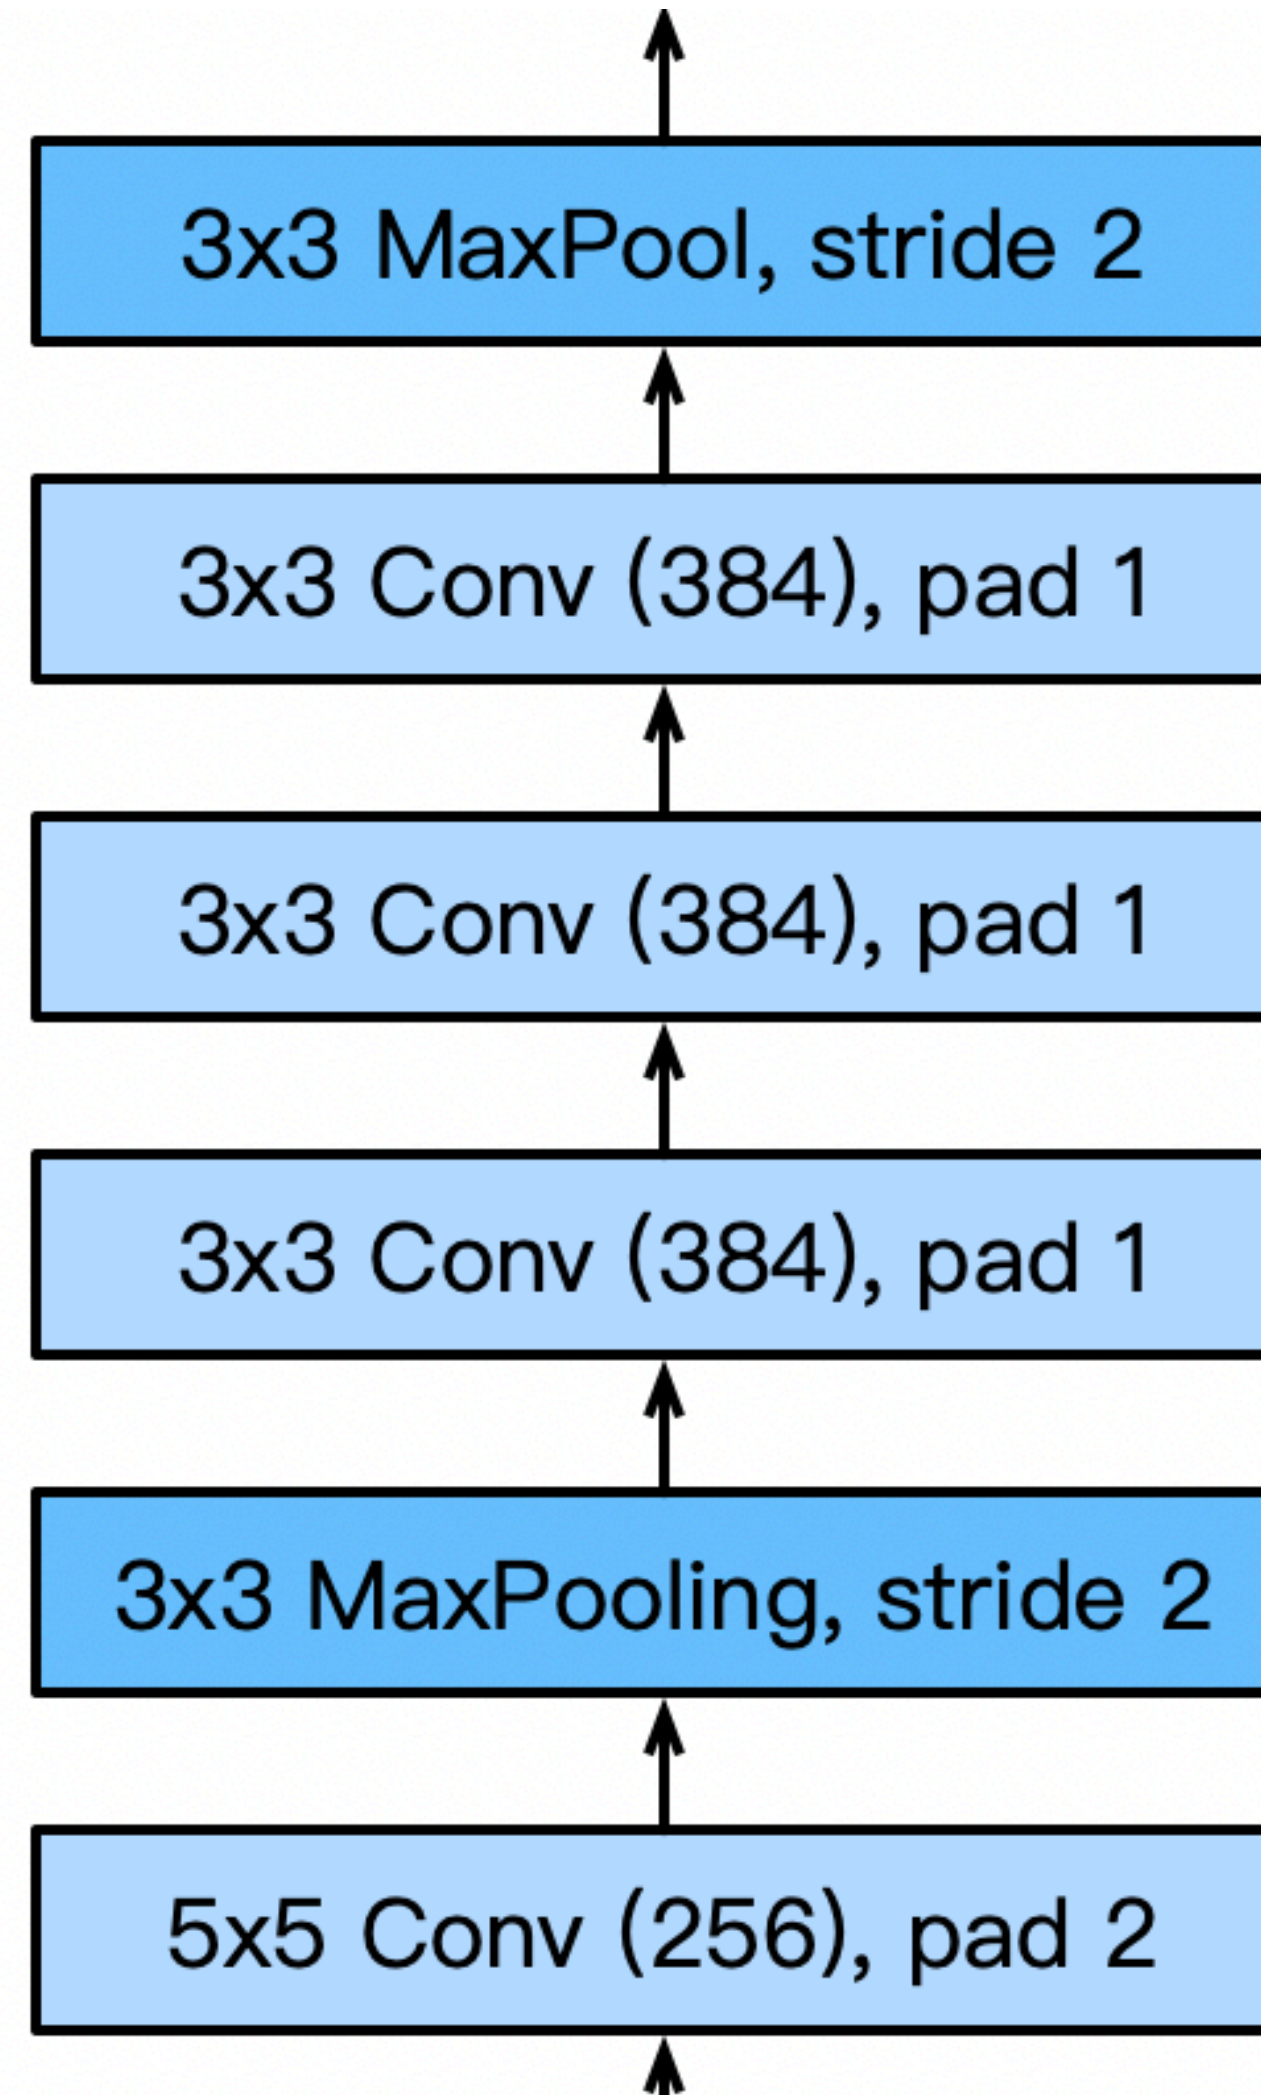 3x3 MaxPool, stride 2
3x3 Conv (384), pad 1
3x3 Conv (384), pad 1
3x3 Conv (384), pad 1
3x3 MaxPooling, stride 2
5x5 Conv (256), pad 2